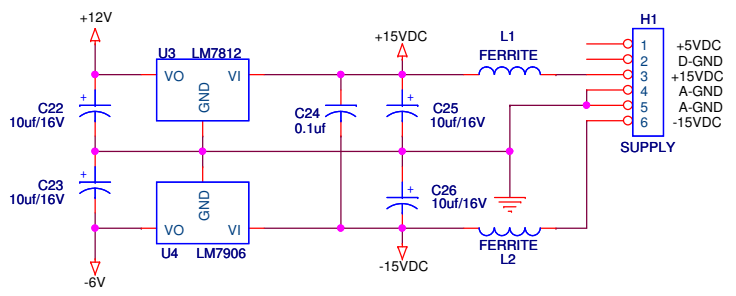 +12V
+15VDC
L1
H1
U3 LM7812
FERRITE
1 +5VDC
2 D-GND
VO VI
3 +15VDC
GND
4 A-GND
C22
10uf/16V
C24
0.1uf
C25
10uf/16V
5 A-GND
6 -15VDC
SUPPLY
C23
10uf/16V
GND
C26
10uf/16V
VO VI
U4 LM7906
FERRITE
L2
-15VDC
-6V